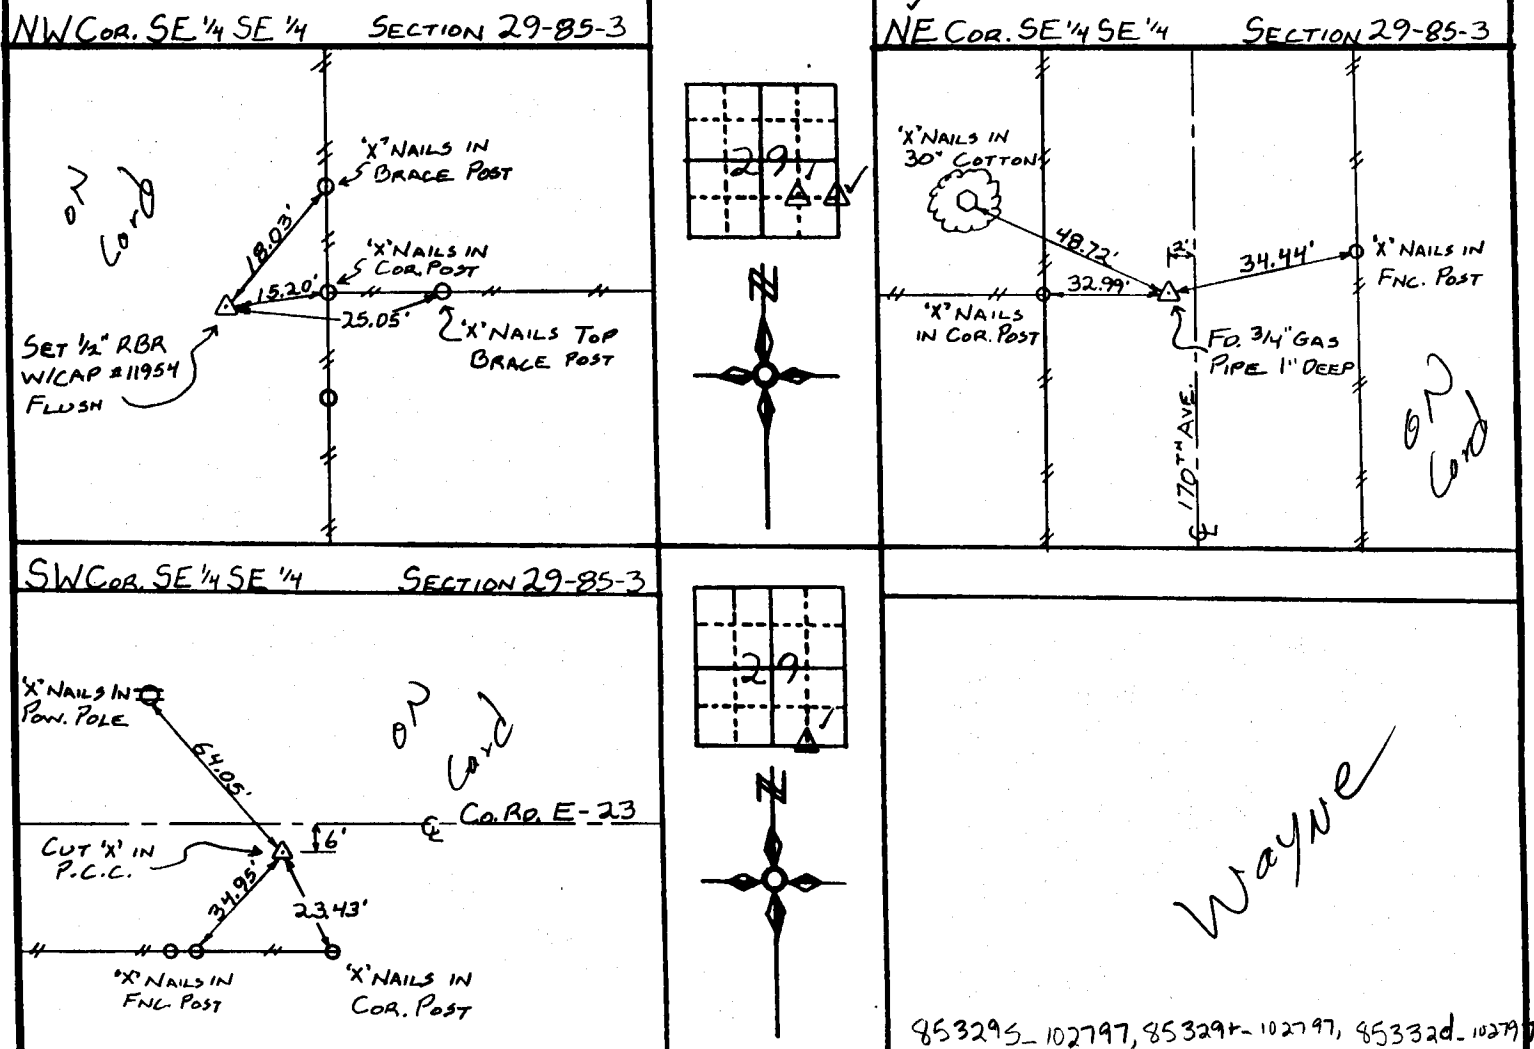 NW COR. SE 1/4 SE 1/4 SECTION 29-85-3
ON
CORD
"X" NAILS IN
BRACE POST
18.03'
"X" NAILS IN
COR. POST
15.20'
25.05'
"X" NAILS TOP
BRACE POST
SET 1/2" RBR
W/CAP #11954
FLUSH
29
N
NE COR. SE 1/4 SE 1/4 SECTION 29-85-3
"X" NAILS IN
30" COTTON
48.72'
2'
34.44'
"X" NAILS IN
FNC. POST
32.99'
"X" NAILS
IN COR. POST
FD. 3/4" GAS
PIPE 1" DEEP
170TH AVE.
℄
ON
Cord
SW COR. SE 1/4 SE 1/4 SECTION 29-85-3
"X" NAILS IN
POW. POLE
ON
Card
64.05'
℄ CO. RD. E-23
6'
CUT "X" IN
P.C.C.
34.95'
23.43'
"X" NAILS IN
FNC. POST
"X" NAILS IN
COR. POST
29
N
Wayne
85329s_102797, 85329r_102797, 85332d_10279